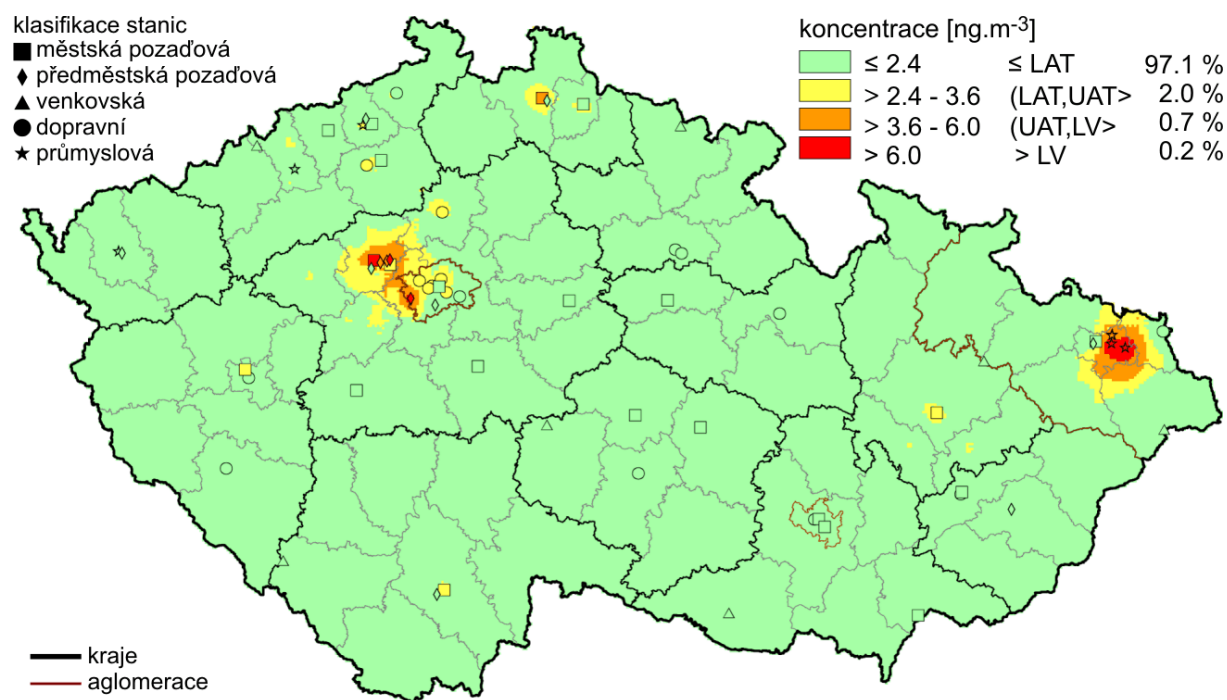 klasifikace stanic
městská pozaďová
předměstská pozaďová
venkovská
dopravní
průmyslová
koncentrace [ng.m-3]
≤ 2.4 ≤ LAT 97.1 %
> 2.4 - 3.6 (LAT,UAT> 2.0 %
> 3.6 - 6.0 (UAT,LV> 0.7 %
> 6.0 > LV 0.2 %
kraje
aglomerace